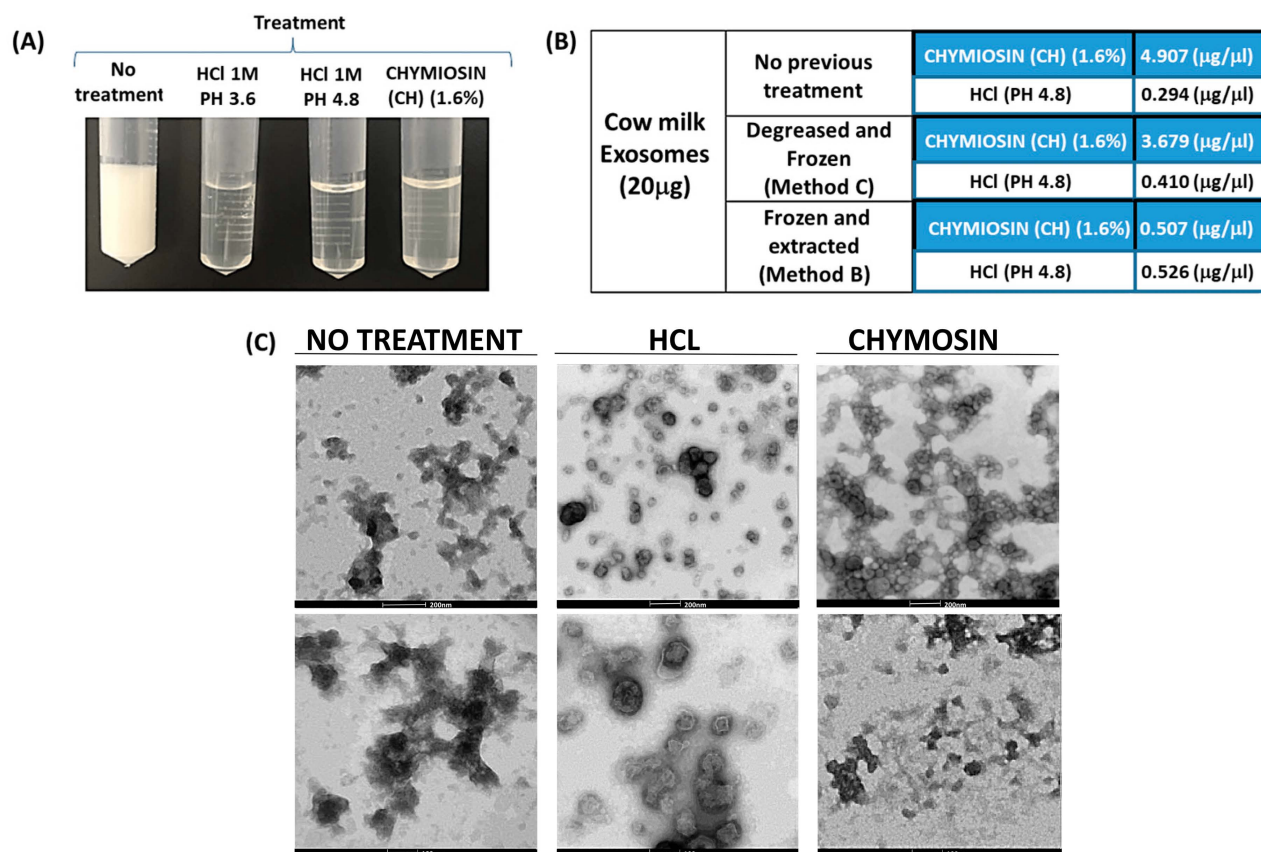 (A)
Treatment
No
treatment
HCl 1M
PH 3.6
HCl 1M
PH 4.8
CHYMIOSIN
(CH) (1.6%)
(B)
Cow milk
Exosomes
(20μg)
No previous
treatment
CHYMIOSIN (CH) (1.6%)
4.907 (μg/μl)
HCl (PH 4.8)
0.294 (μg/μl)
Degreased and
Frozen
(Method C)
CHYMIOSIN (CH) (1.6%)
3.679 (μg/μl)
HCl (PH 4.8)
0.410 (μg/μl)
Frozen and
extracted
(Method B)
CHYMIOSIN (CH) (1.6%)
0.507 (μg/μl)
HCl (PH 4.8)
0.526 (μg/μl)
(C)
NO TREATMENT
HCL
CHYMOSIN
200nm
200nm
200nm